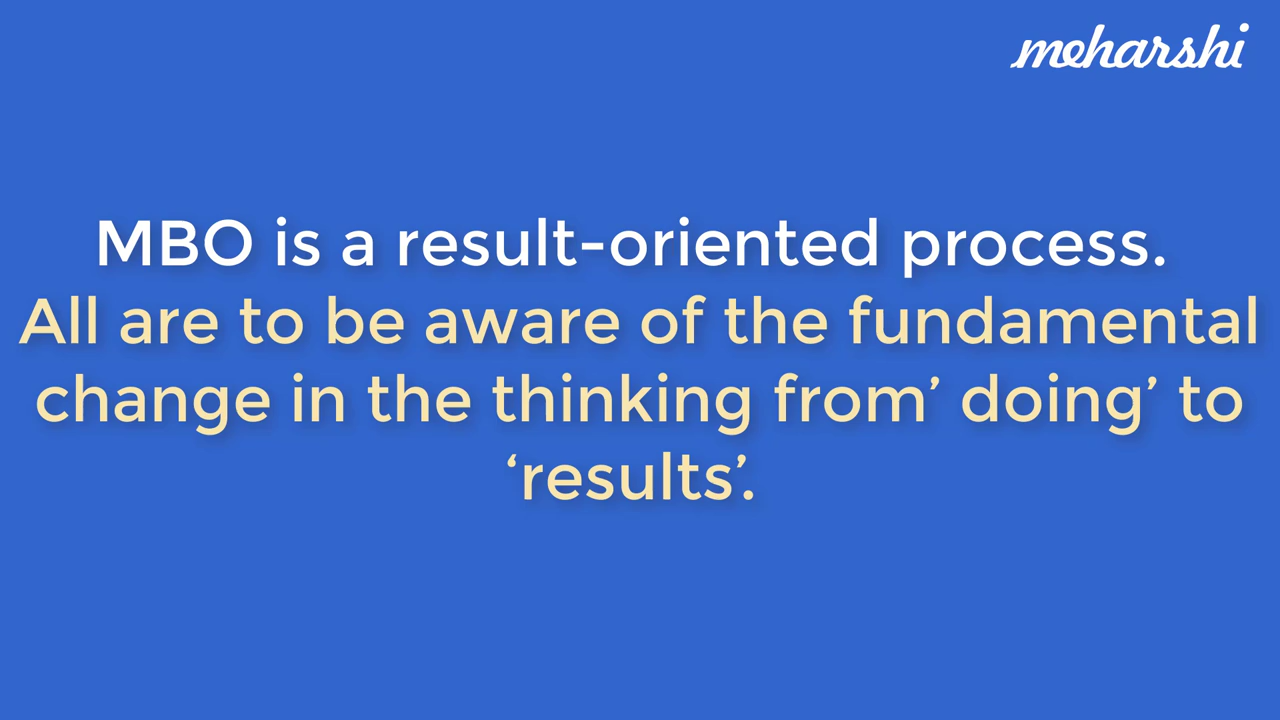 meharshi
MBO is a result-oriented process.
All are to be aware of the fundamental
change in the thinking from’ doing’ to
‘results’.